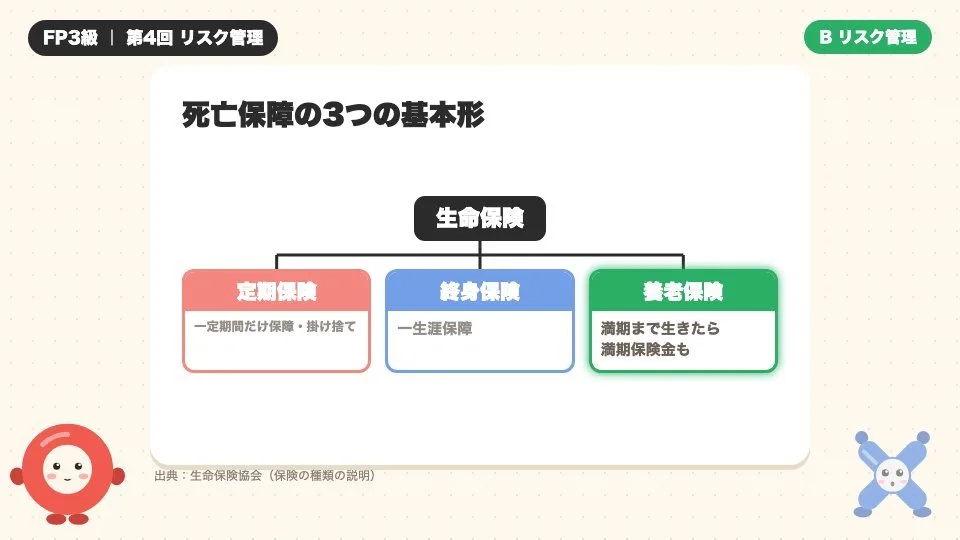 FP3級 | 第4回 リスク管理
B リスク管理
死亡保障の3つの基本形
生命保険
定期保険
一定期間だけ保障・掛け捨て
終身保険
一生涯保障
養老保険
満期まで生きたら
満期保険金も
出典：生命保険協会（保険の種類の説明）